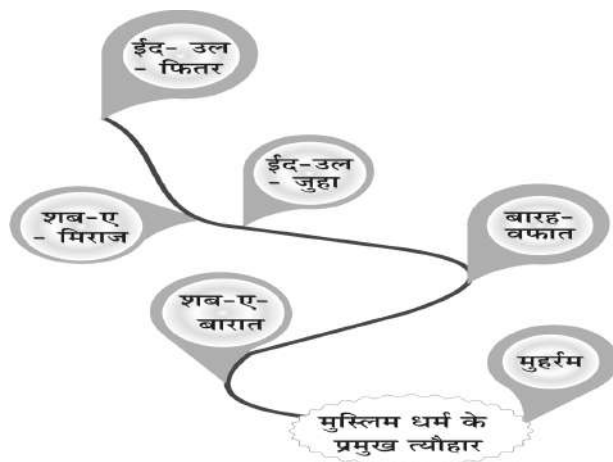 ईद- उल
- फितर
ईद-उल
- जुहा
शब-ए
- मिराज
बारह-
वफात
शब-ए-
बारात
मुहर्रम
मुस्लिम धर्म के
प्रमुख त्यौहार